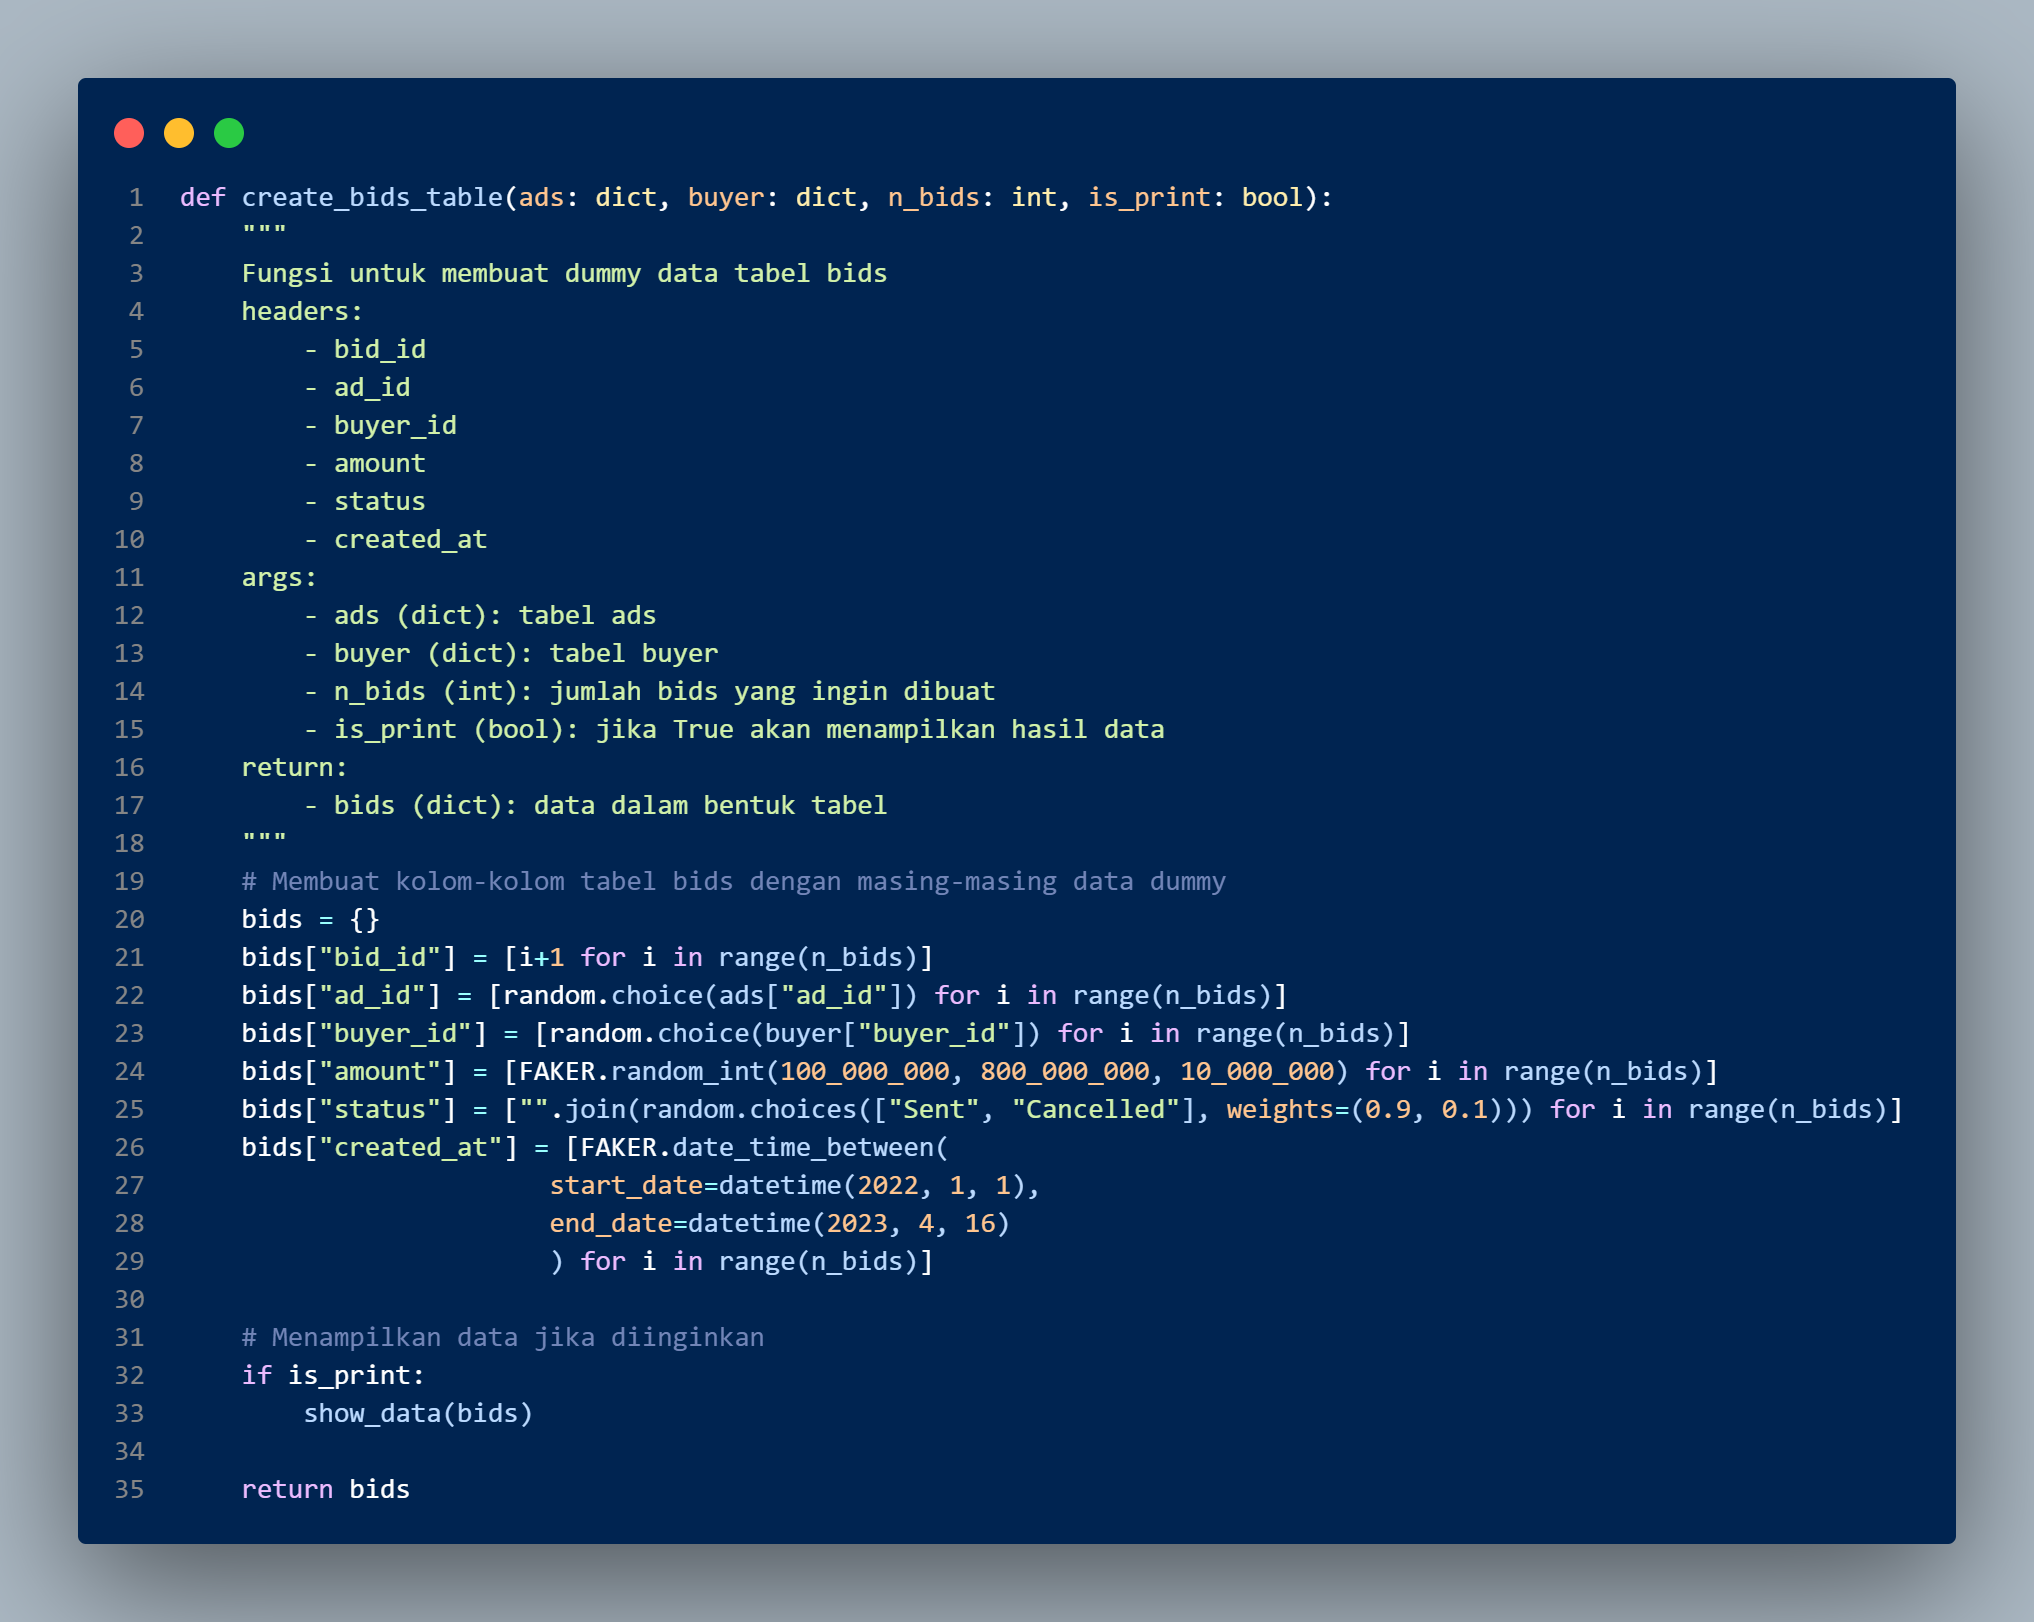 1 def create_bids_table(ads: dict, buyer: dict, n_bids: int, is_print: bool):
2     """
3     Fungsi untuk membuat dummy data tabel bids
4     headers:
5         - bid_id
6         - ad_id
7         - buyer_id
8         - amount
9         - status
10         - created_at
11     args:
12         - ads (dict): tabel ads
13         - buyer (dict): tabel buyer
14         - n_bids (int): jumlah bids yang ingin dibuat
15         - is_print (bool): jika True akan menampilkan hasil data
16     return:
17         - bids (dict): data dalam bentuk tabel
18     """
19     # Membuat kolom-kolom tabel bids dengan masing-masing data dummy
20     bids = {}
21     bids["bid_id"] = [i+1 for i in range(n_bids)]
22     bids["ad_id"] = [random.choice(ads["ad_id"]) for i in range(n_bids)]
23     bids["buyer_id"] = [random.choice(buyer["buyer_id"]) for i in range(n_bids)]
24     bids["amount"] = [FAKER.random_int(100_000_000, 800_000_000, 10_000_000) for i in range(n_bids)]
25     bids["status"] = ["".join(random.choices(["Sent", "Cancelled"], weights=(0.9, 0.1))) for i in range(n_bids)]
26     bids["created_at"] = [FAKER.date_time_between(
27                         start_date=datetime(2022, 1, 1),
28                         end_date=datetime(2023, 4, 16)
29                         ) for i in range(n_bids)]
30
31     # Menampilkan data jika diinginkan
32     if is_print:
33         show_data(bids)
34
35     return bids